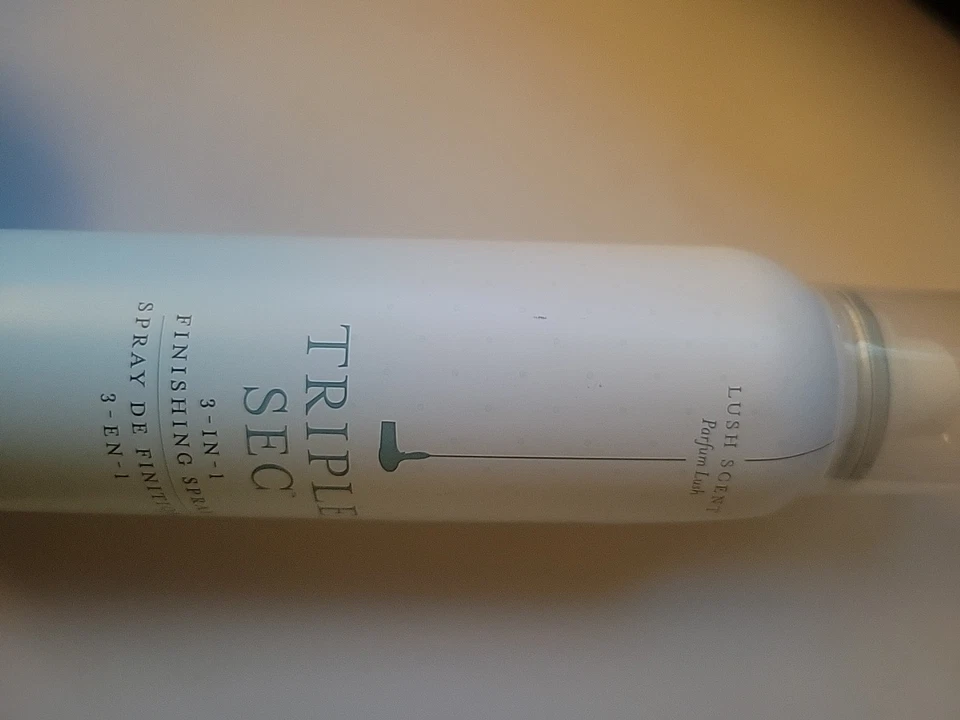 LUSH SCENT
Parfum Lush
TRIPLE
SEC
3-IN-1
FINISHING
SPRAY DE
3-EN-1